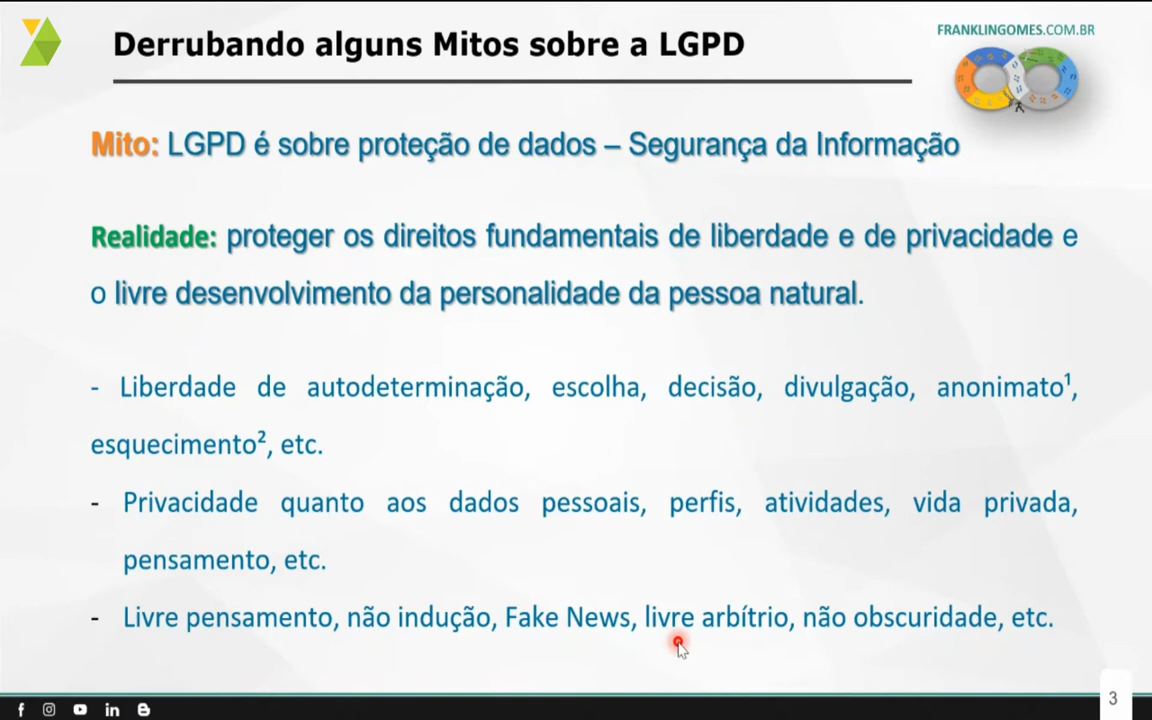 Derrubando alguns Mitos sobre a LGPD
FRANKLINGOMES.COM.BR
Mito: LGPD é sobre proteção de dados – Segurança da Informação
Realidade: proteger os direitos fundamentais de liberdade e de privacidade e
o livre desenvolvimento da personalidade da pessoa natural.
- Liberdade de autodeterminação, escolha, decisão, divulgação, anonimato¹,
esquecimento², etc.
- Privacidade quanto aos dados pessoais, perfis, atividades, vida privada,
pensamento, etc.
- Livre pensamento, não indução, Fake News, livre arbítrio, não obscuridade, etc.
3